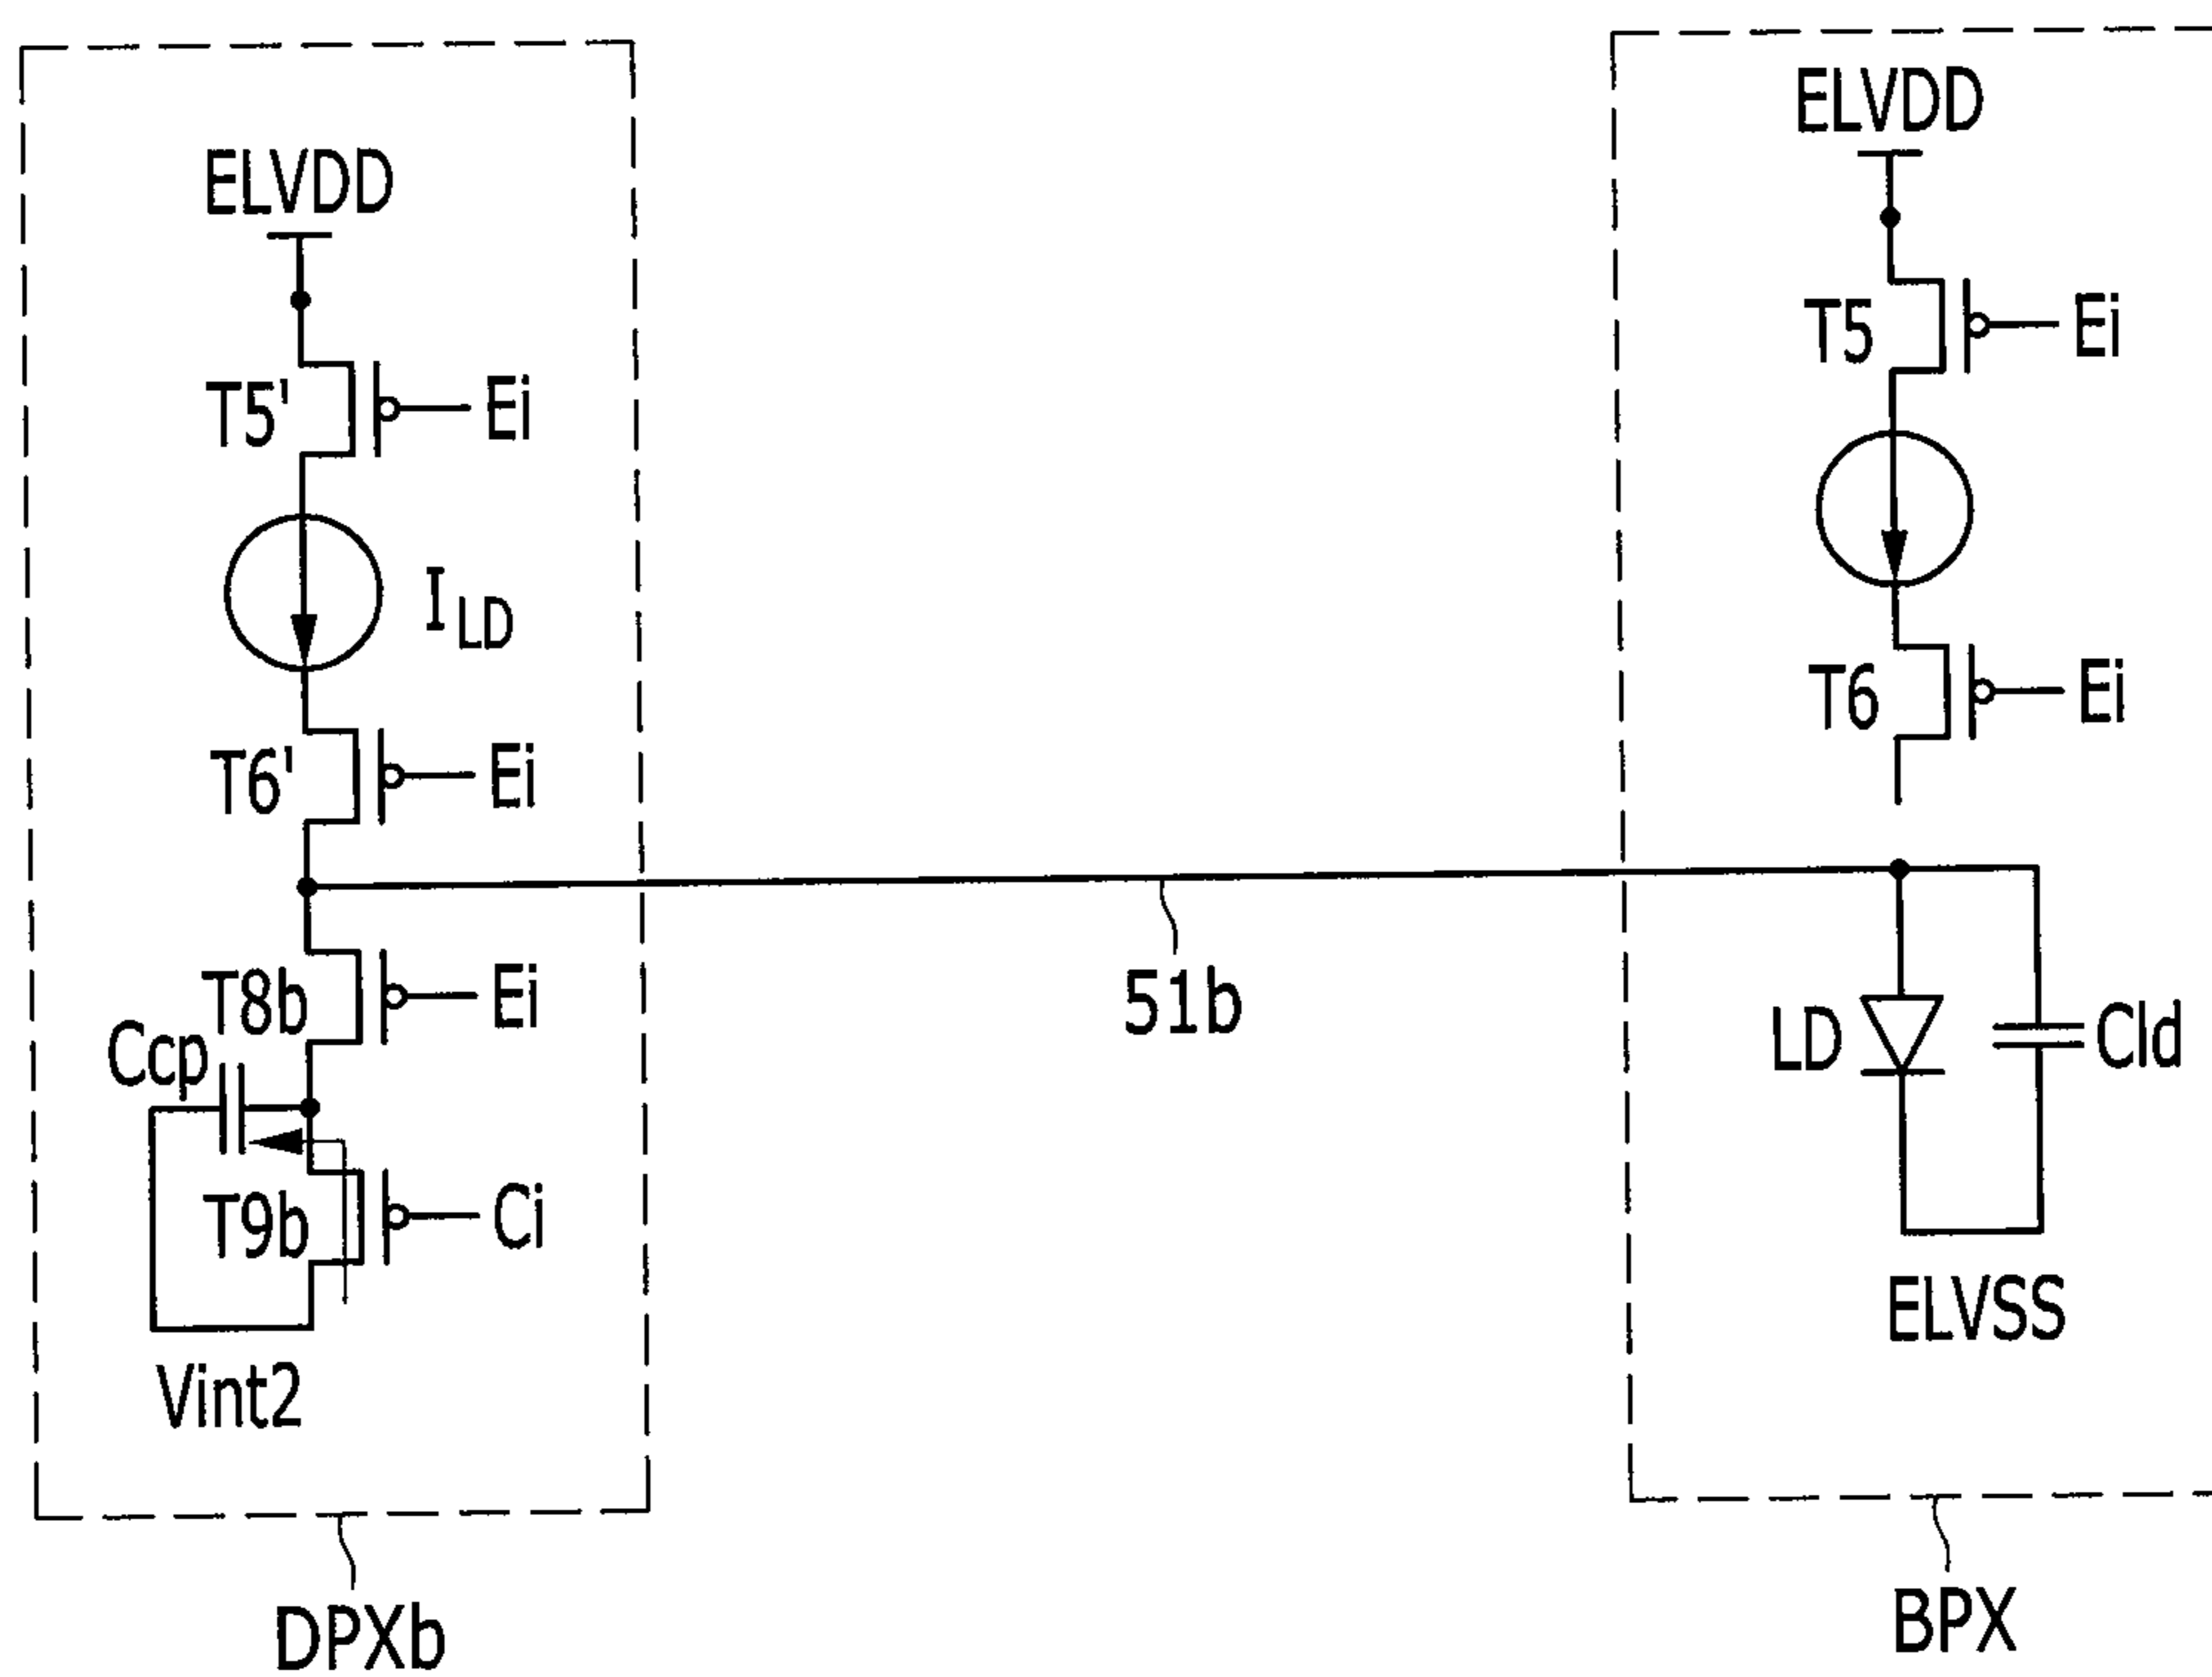 ELVDD
T5'
Ei
I LD
T6'
Ei
T8b
Ei
Ccp
T9b
Ci
Vint2
DPXb
51b
ELVDD
T5
Ei
T6
Ei
LD
Cld
ELVSS
BPX